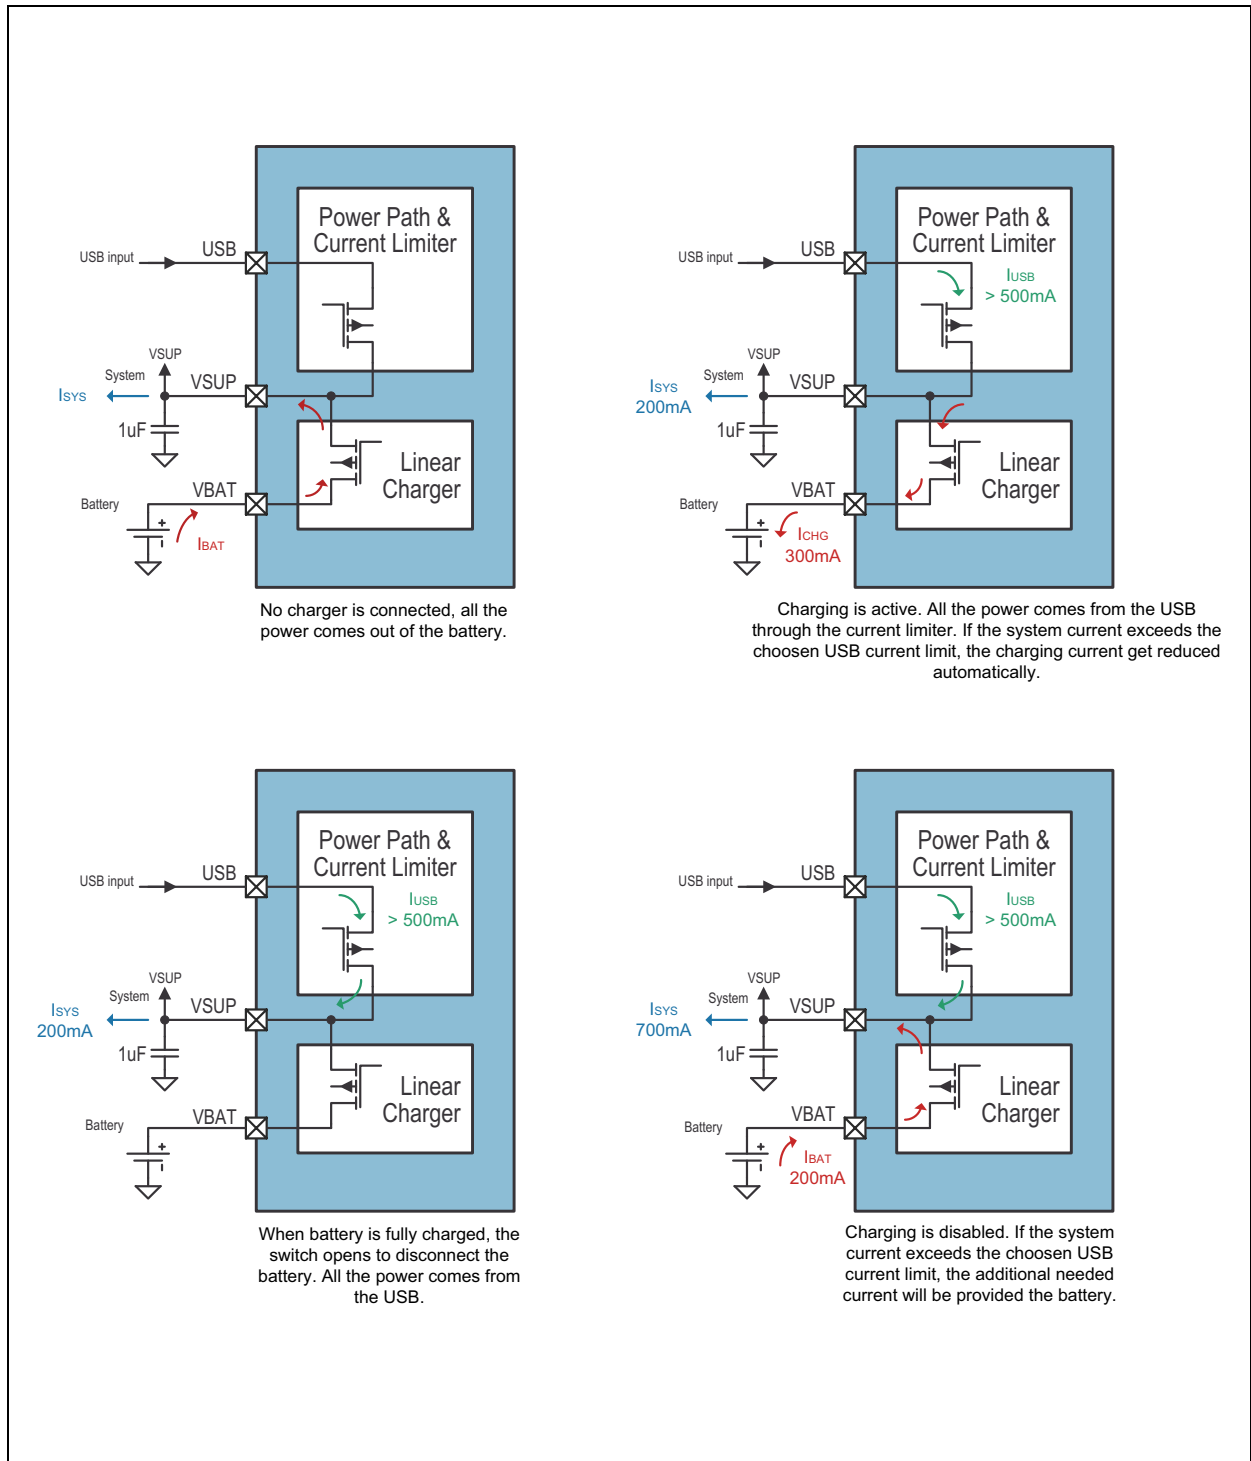 Power Path &
Current Limiter
USB input
USB
VSUP
System
VSUP
ISYS
1uF
Linear
Charger
VBAT
Battery
+
IBAT
No charger is connected, all the
power comes out of the battery.
Power Path &
Current Limiter
USB input
USB
IUSB
> 500mA
VSUP
System
VSUP
ISYS
200mA
1uF
Linear
Charger
VBAT
Battery
+
ICHG
300mA
Charging is active. All the power comes from the USB
through the current limiter. If the system current exceeds the
choosen USB current limit, the charging current get reduced
automatically.
Power Path &
Current Limiter
USB input
USB
IUSB
> 500mA
VSUP
System
VSUP
ISYS
200mA
1uF
Linear
Charger
VBAT
Battery
+
When battery is fully charged, the
switch opens to disconnect the
battery. All the power comes from
the USB.
Power Path &
Current Limiter
USB input
USB
IUSB
> 500mA
VSUP
System
VSUP
ISYS
700mA
1uF
Linear
Charger
VBAT
Battery
+
IBAT
200mA
Charging is disabled. If the system
current exceeds the choosen USB
current limit, the additional needed
current will be provided the battery.